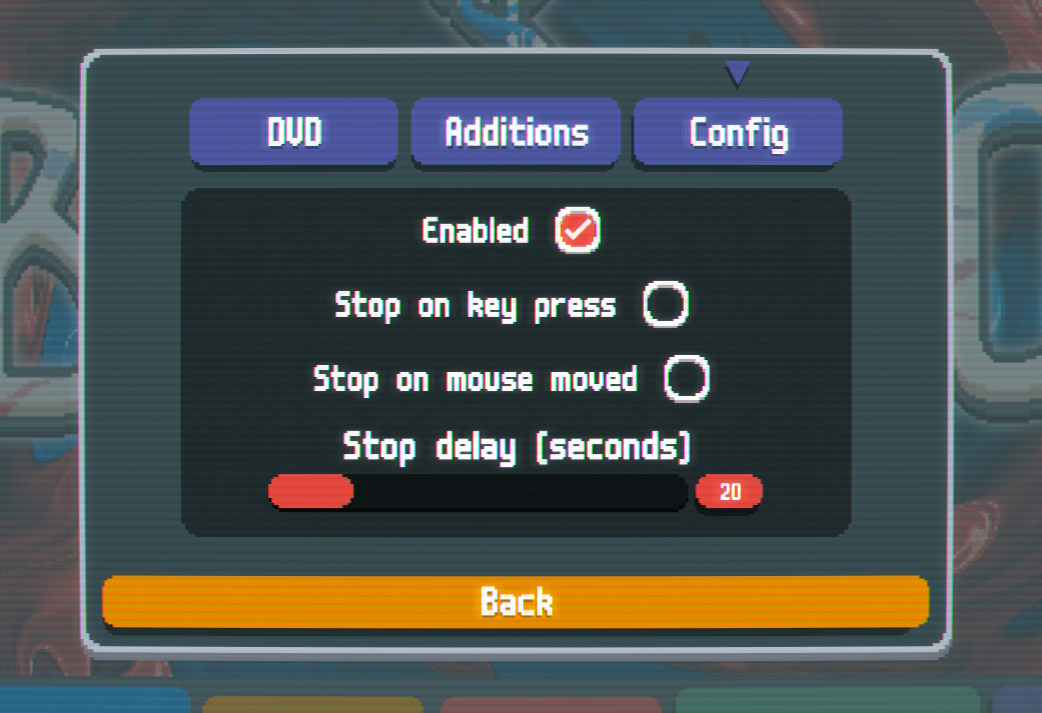 DVD Additions Config
Enabled
Stop on key press
Stop on mouse moved
Stop delay (seconds)
20
Back